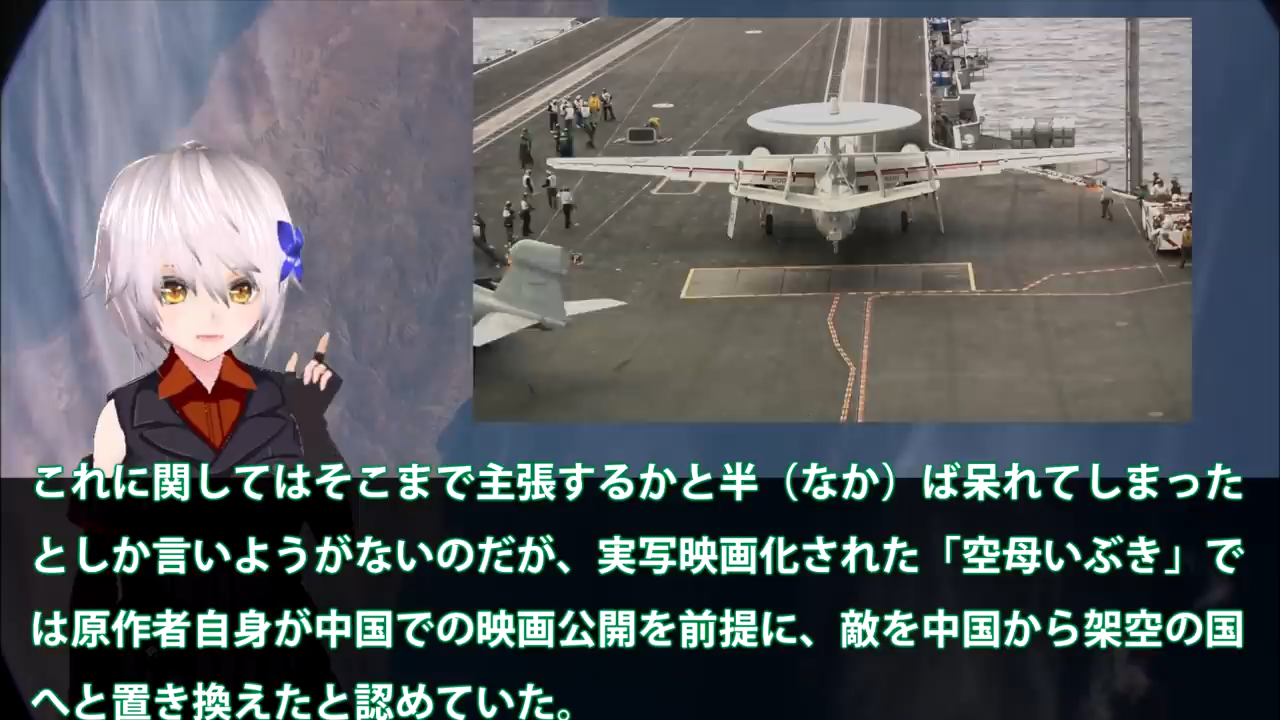 これに関してはそこまで主張するかと半（なか）ば呆れてしまった
としか言いようがないのだが、実写映画化された「空母いぶき」で
は原作者自身が中国での映画公開を前提に、敵を中国から架空の国
へと置き換えたと認めていた。